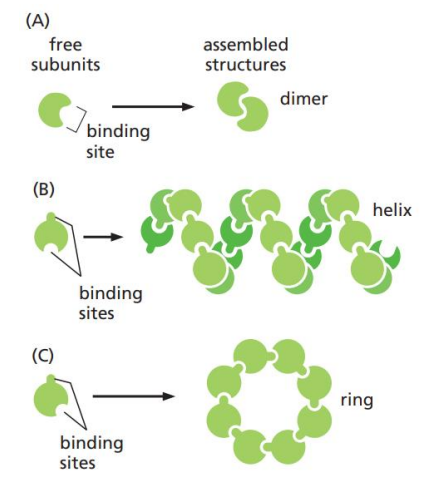 (A)
free
subunits
assembled
structures
dimer
binding
site
(B)
helix
binding
sites
(C)
ring
binding
sites